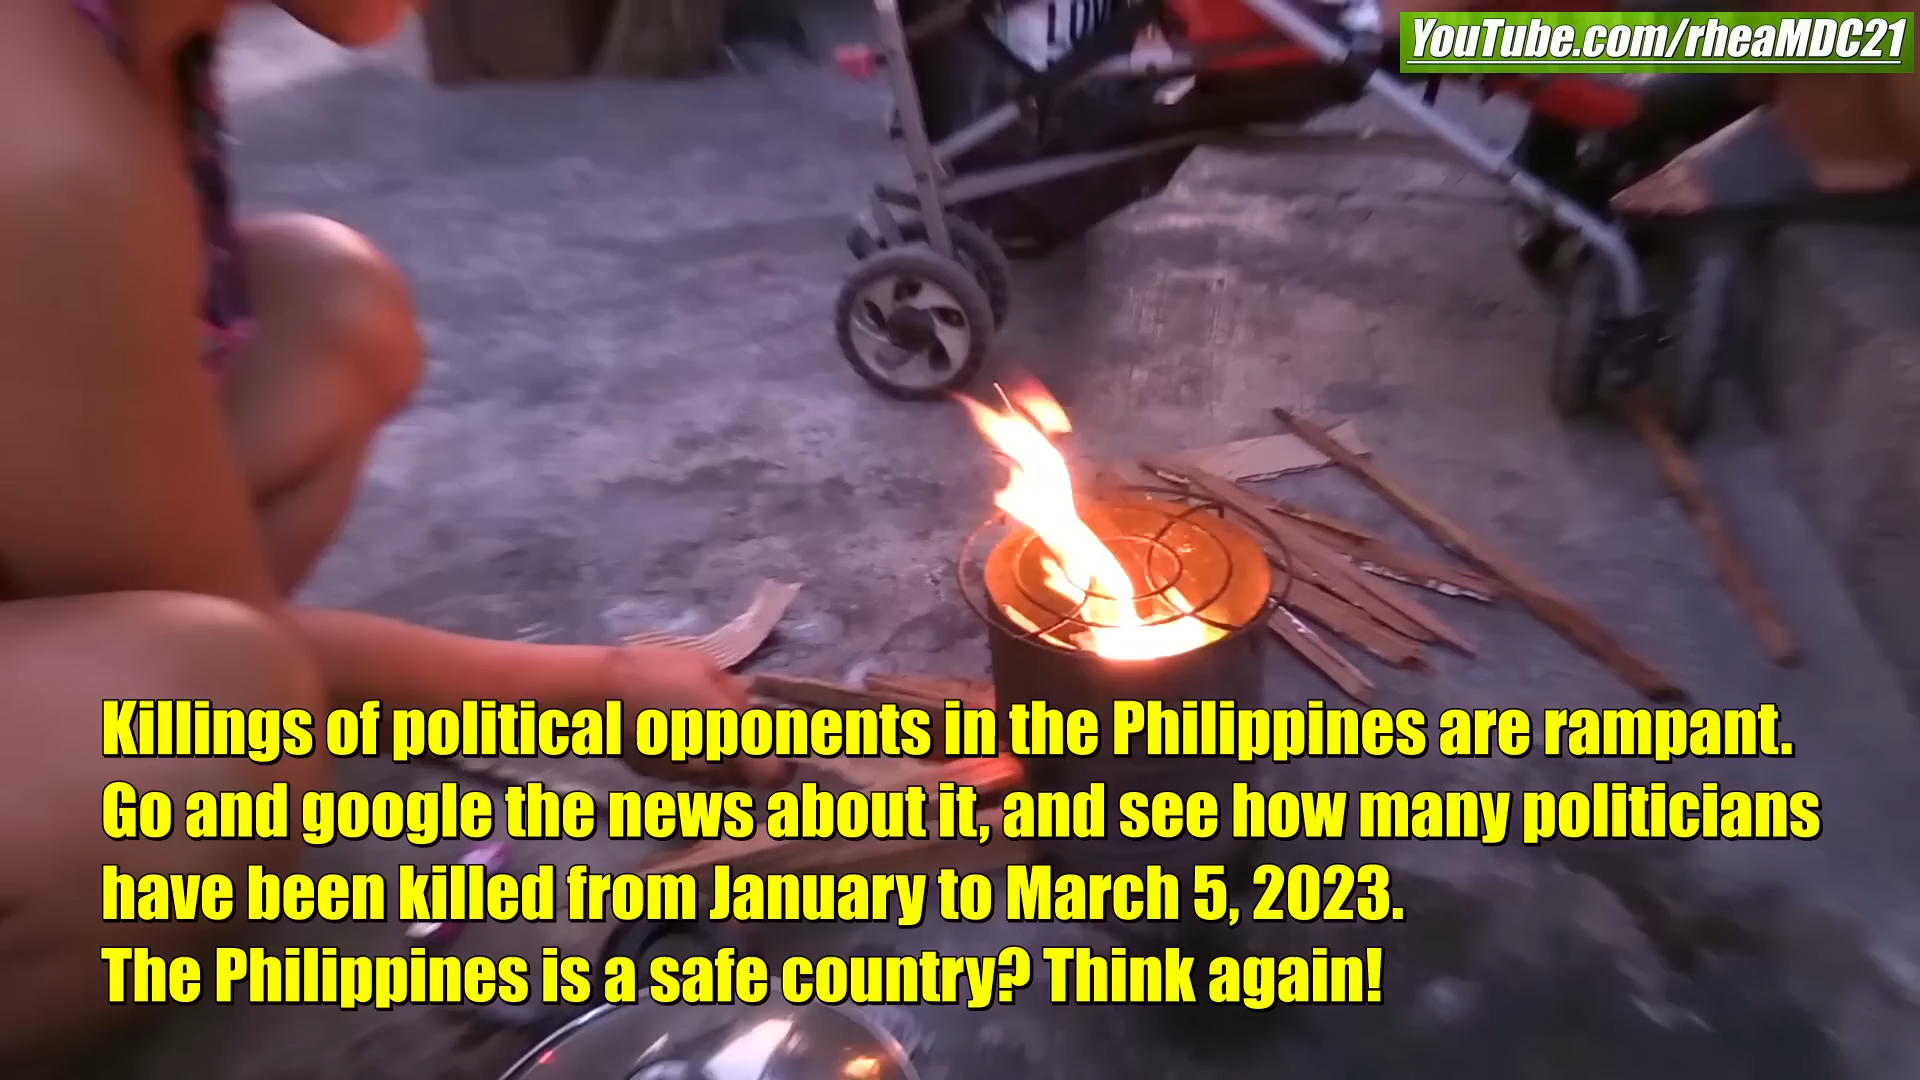 YouTube.com/rheaMDC21
LOV
Killings of political opponents in the Philippines are rampant.
Go and google the news about it, and see how many politicians
have been killed from January to March 5, 2023.
The Philippines is a safe country? Think again!